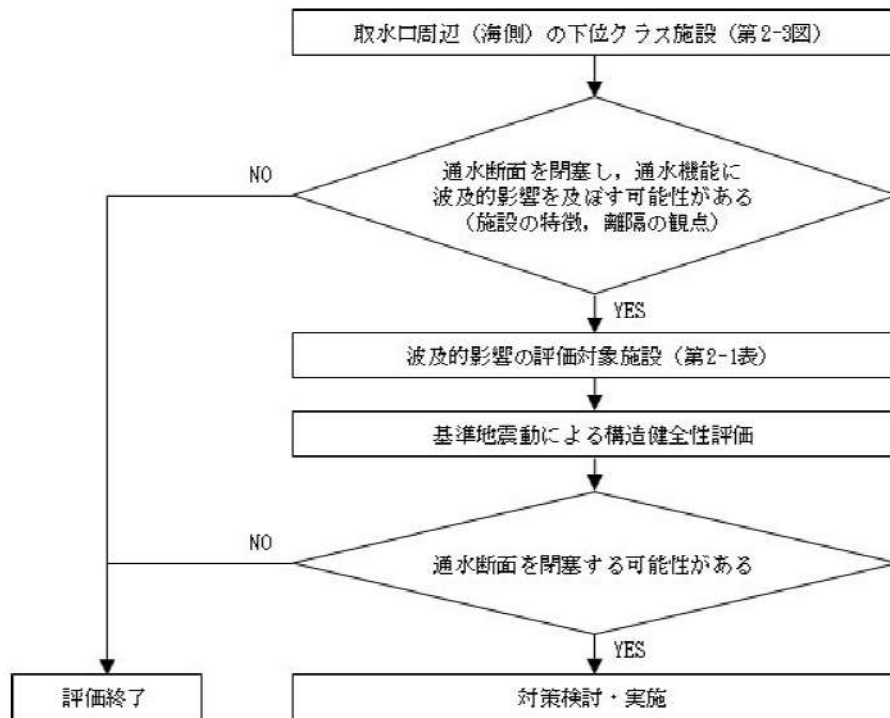 取水口周辺（海側）の下位クラス施設（第2-3図）
NO
通水断面を閉塞し，通水機能に
波及的影響を及ぼす可能性がある
（施設の特徴，離隔の観点）
YES
波及的影響の評価対象施設（第2-1表）
基準地震動による構造健全性評価
NO
通水断面を閉塞する可能性がある
YES
評価終了
対策検討・実施